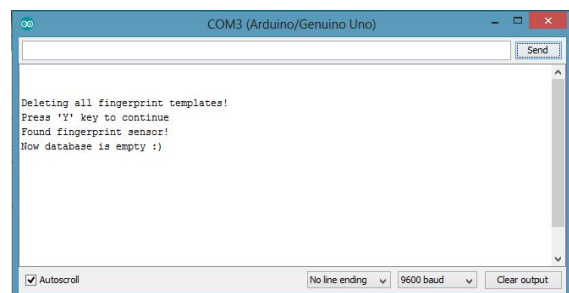 COM3 (Arduino/Genuino Uno)
Send
Deleting all fingerprint templates!
Press 'Y' key to continue
Found fingerprint sensor!
Now database is empty :)
Autoscroll
No line ending
9600 baud
Clear output